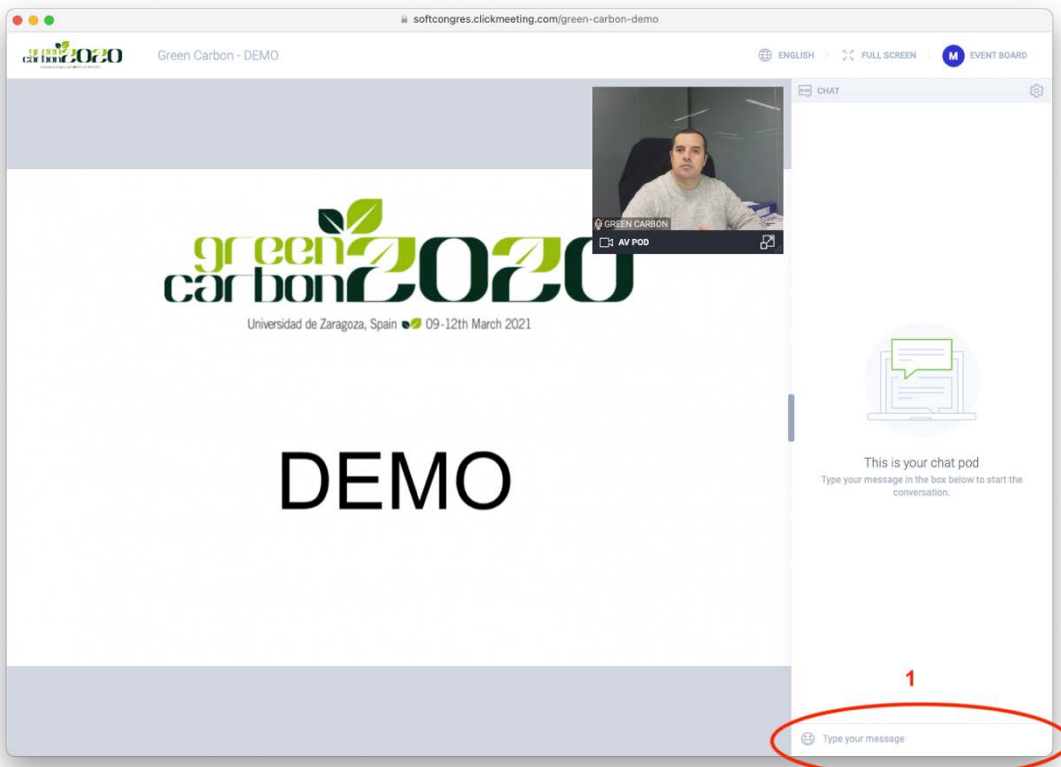 softcongres.clickmeeting.com/green-carbon-demo
green
carbon2020
Green Carbon - DEMO
ENGLISH
FULL SCREEN
M
EVENT BOARD
CHAT
GREEN CARBON
AV POD
green
carbon2020
Universidad de Zaragoza, Spain 09-12th March 2021
DEMO
This is your chat pod
Type your message in the box below to start the
conversation.
1
Type your message